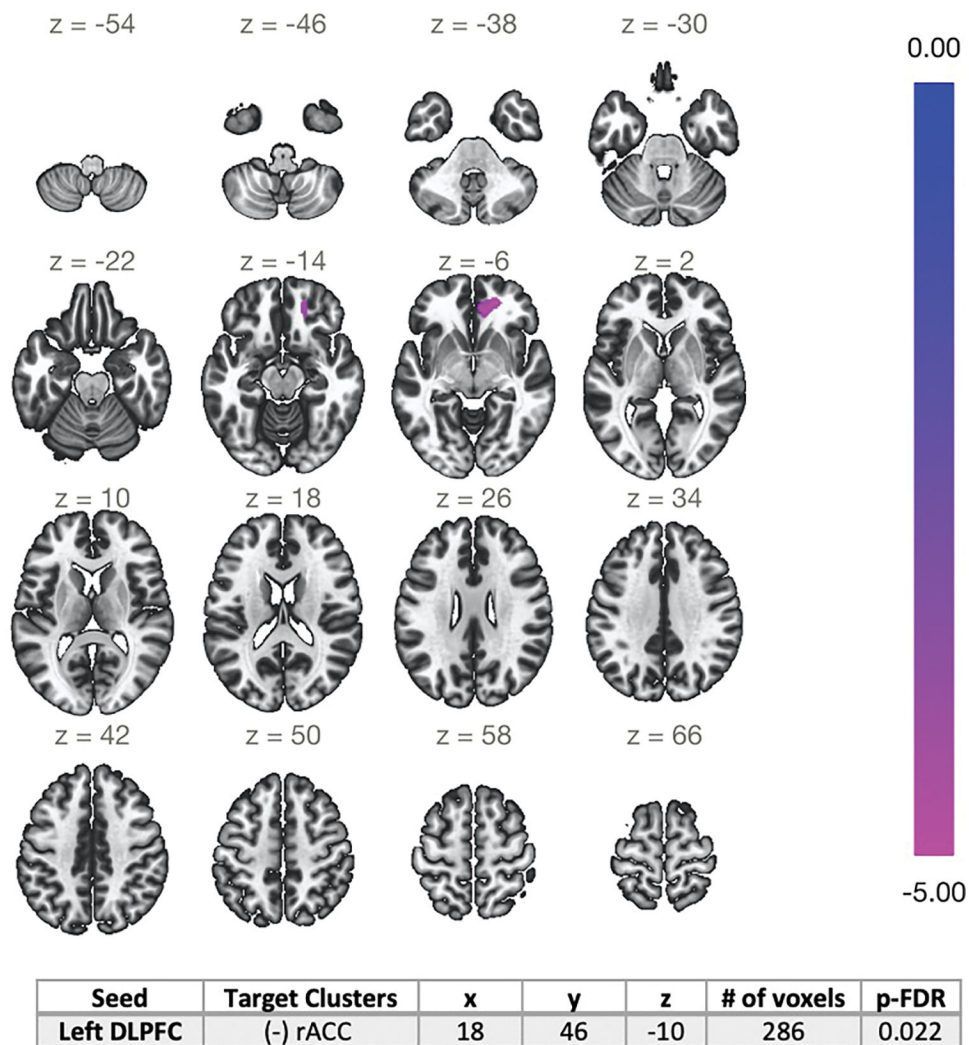 z = -54 z = -46 z = -38 z = -30
0.00
z = -22 z = -14 z = -6 z = 2
z = 10 z = 18 z = 26 z = 34
z = 42 z = 50 z = 58 z = 66
-5.00
Seed Target Clusters x y z # of voxels p-FDR
Left DLPFC (-) rACC 18 46 -10 286 0.022